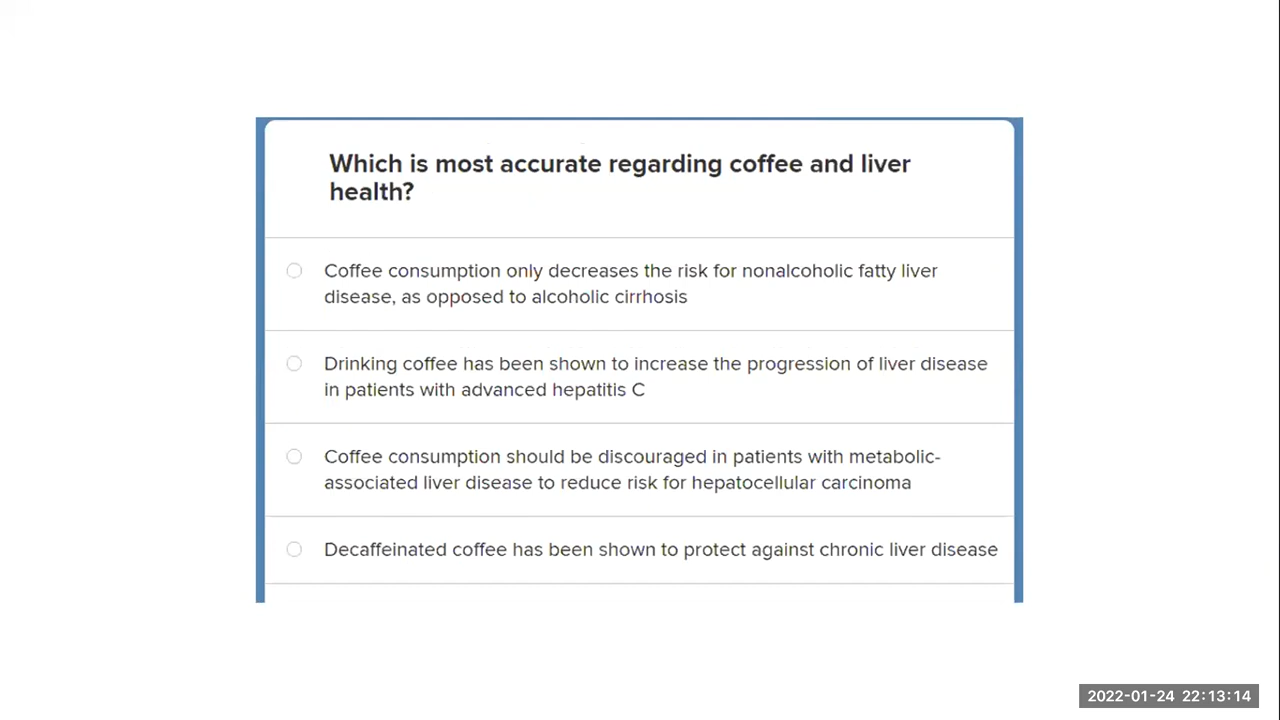 Which is most accurate regarding coffee and liver
health?
Coffee consumption only decreases the risk for nonalcoholic fatty liver
disease, as opposed to alcoholic cirrhosis
Drinking coffee has been shown to increase the progression of liver disease
in patients with advanced hepatitis C
Coffee consumption should be discouraged in patients with metabolic-
associated liver disease to reduce risk for hepatocellular carcinoma
Decaffeinated coffee has been shown to protect against chronic liver disease
2022-01-24 22:13:14